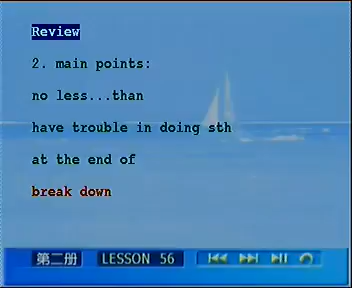 Review
2. main points:
no less...than
have trouble in doing sth
at the end of
break down
第二册 LESSON 56